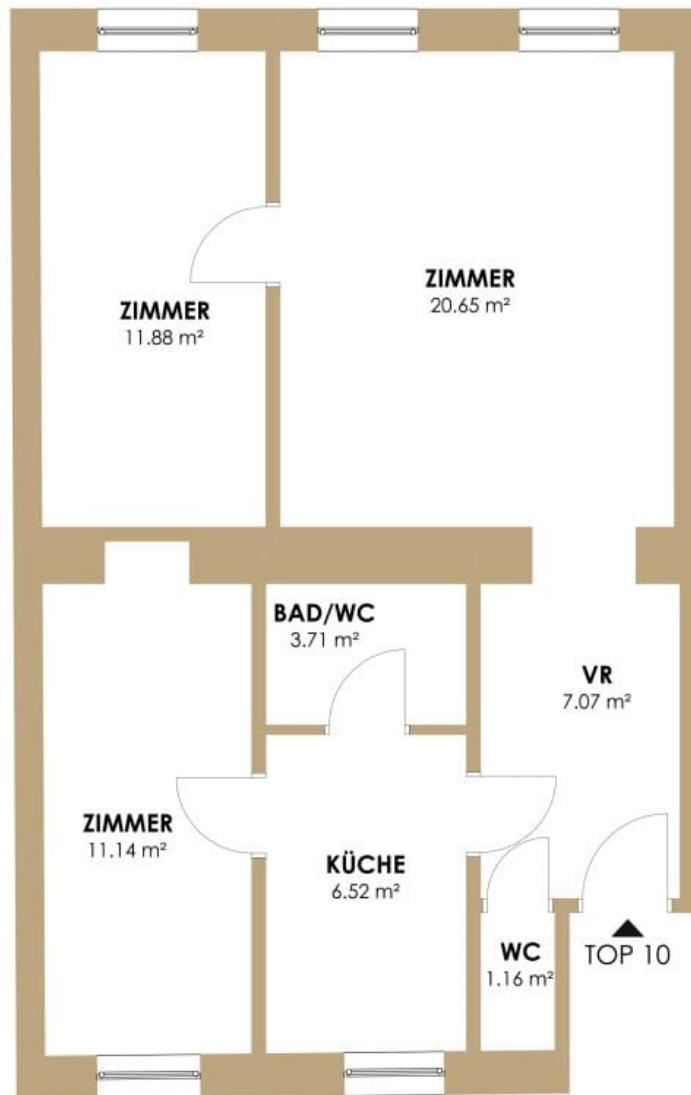 ZIMMER
11.88 m²
ZIMMER
20.65 m²
BAD/WC
3.71 m²
VR
7.07 m²
ZIMMER
11.14 m²
KÜCHE
6.52 m²
WC
1.16 m²
TOP 10